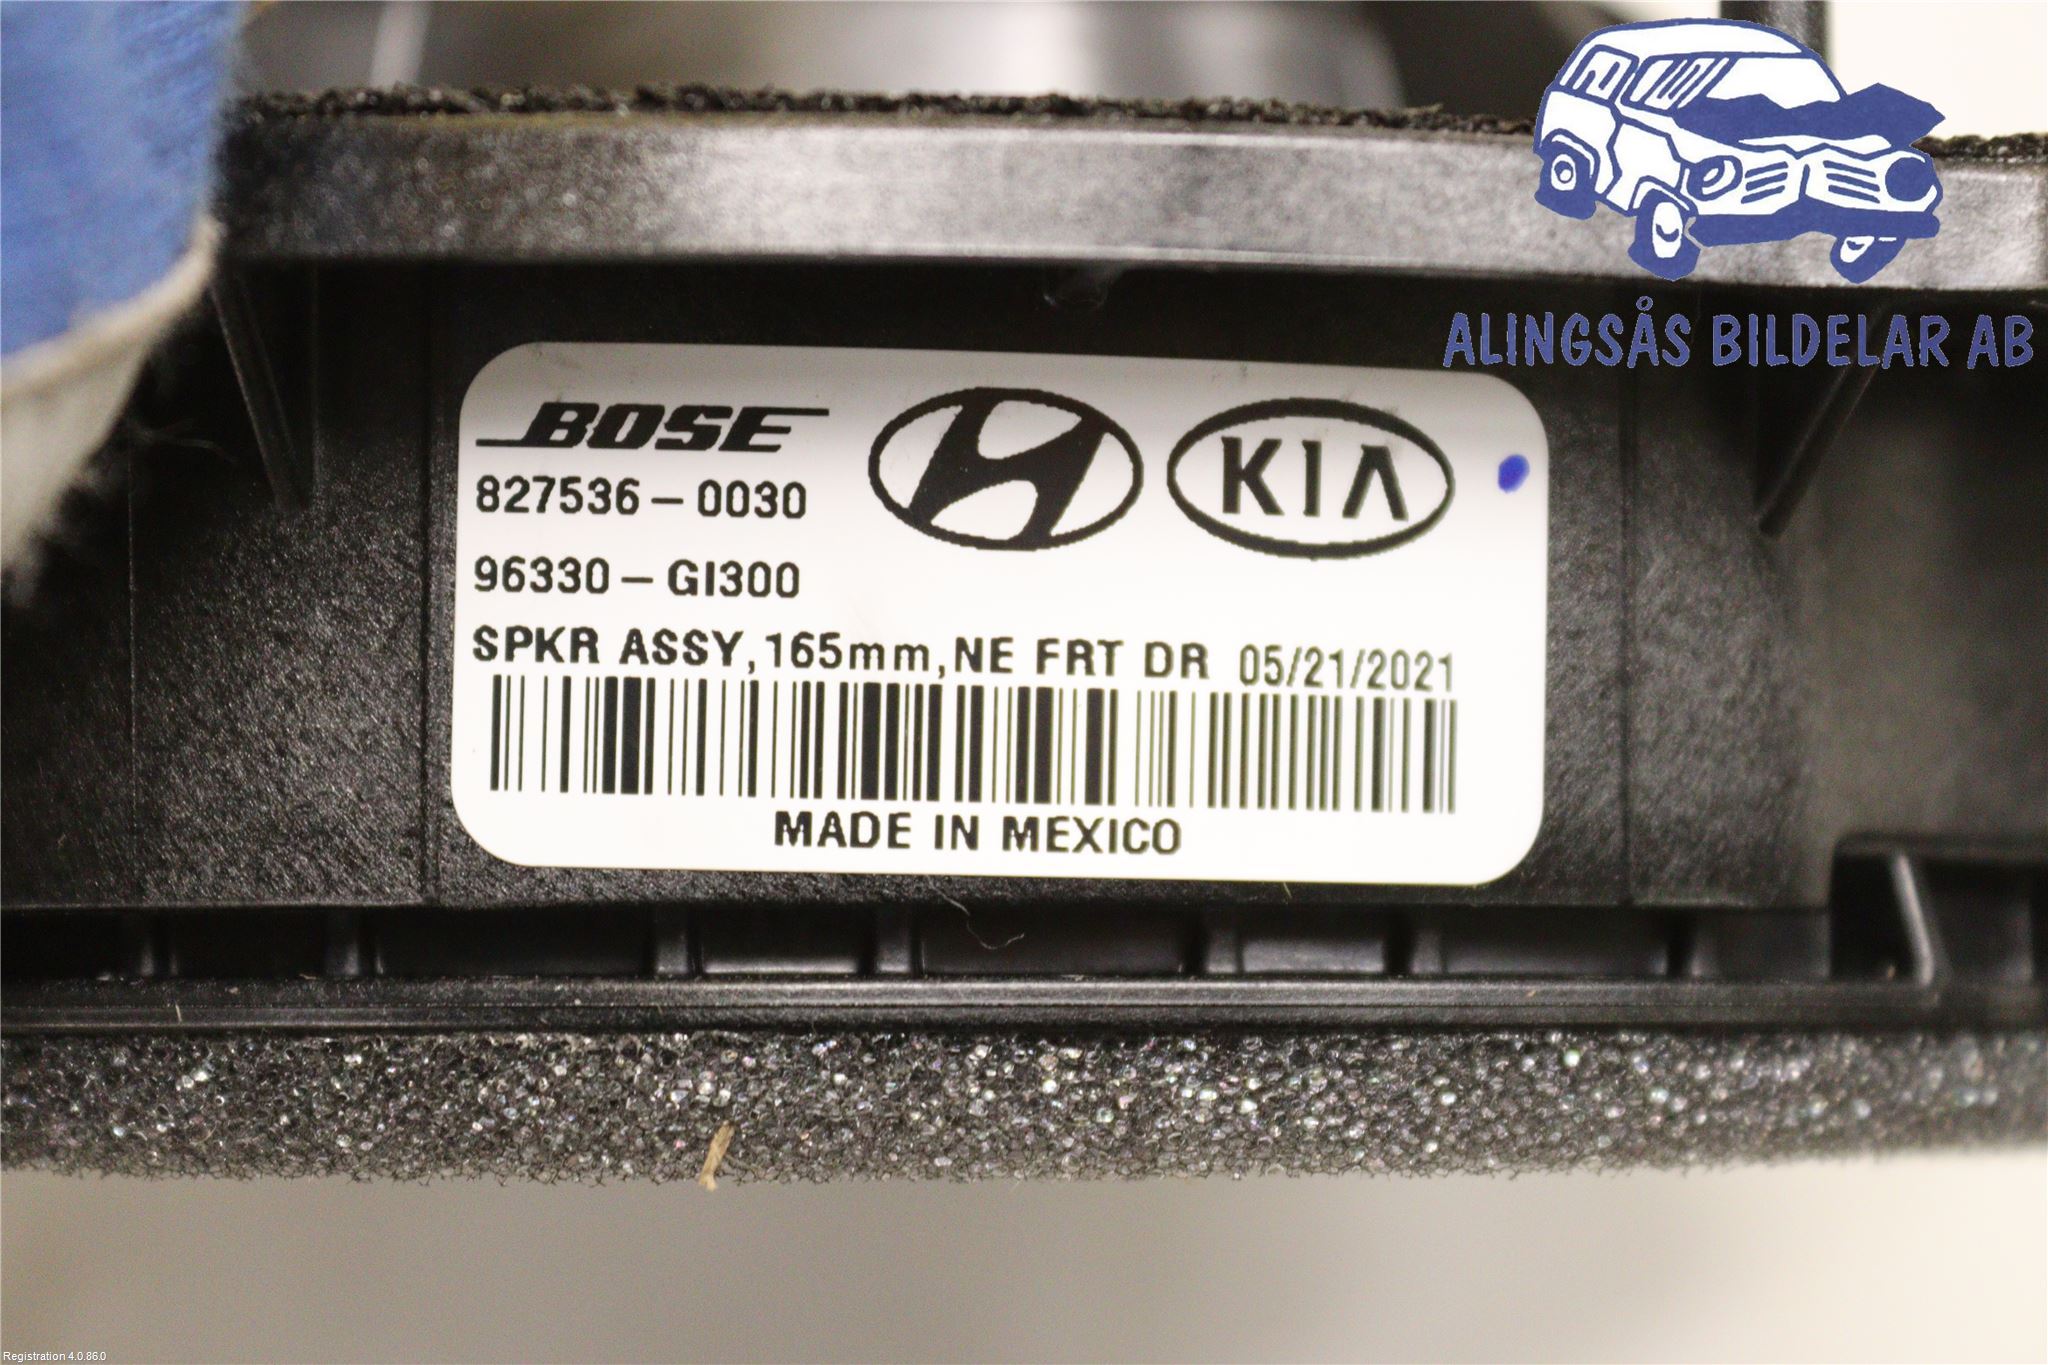 ALINGSÅS BILDELAR AB
BOSE
KIA
827536-0030
96330-GI300
SPKR ASSY,165mm,NE FRT DR 05/21/2021
MADE IN MEXICO
Registration 4.0.86.0